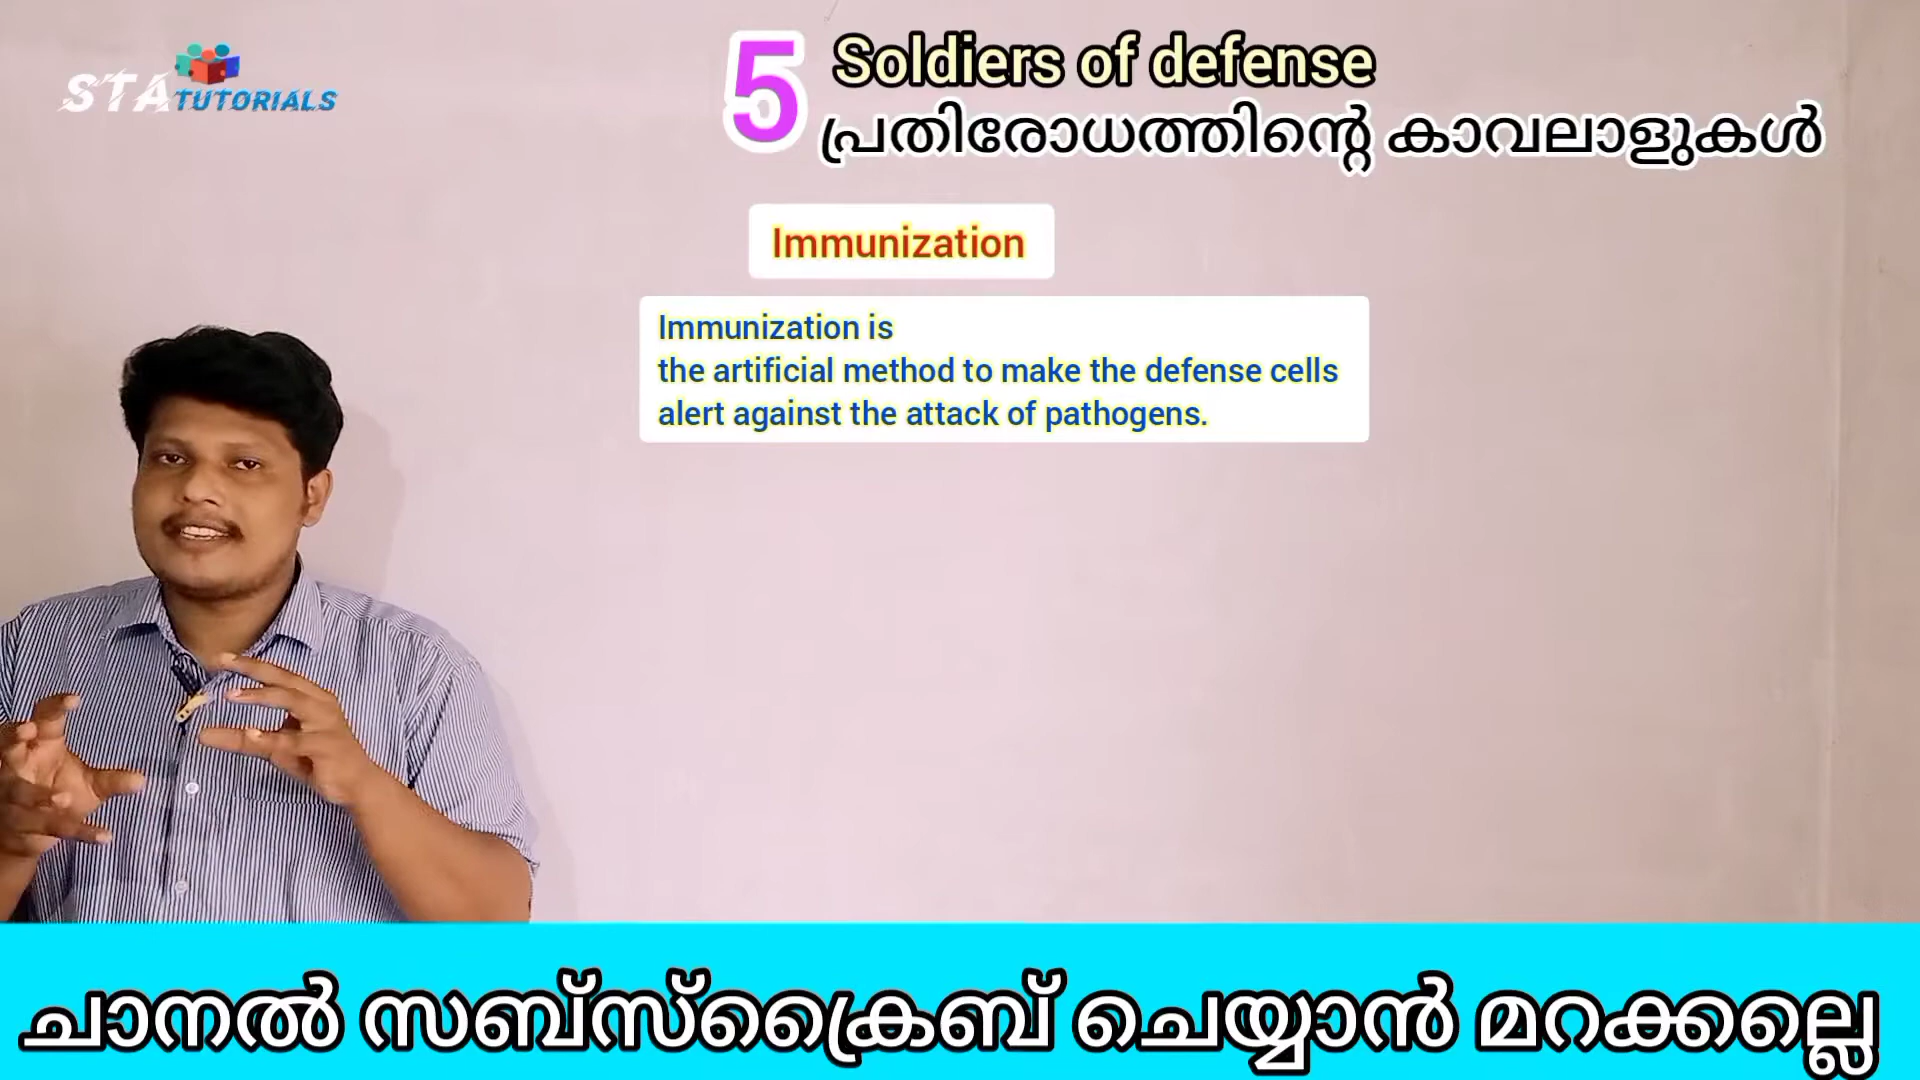 STA TUTORIALS
5 Soldiers of defense
പ്രതിരോധത്തിന്റെ കാവലാളുകൾ
Immunization
Immunization is
the artificial method to make the defense cells
alert against the attack of pathogens.
ചാനൽ സബ്സ്ക്രൈബ് ചെയ്യാൻ മറക്കല്ലെ